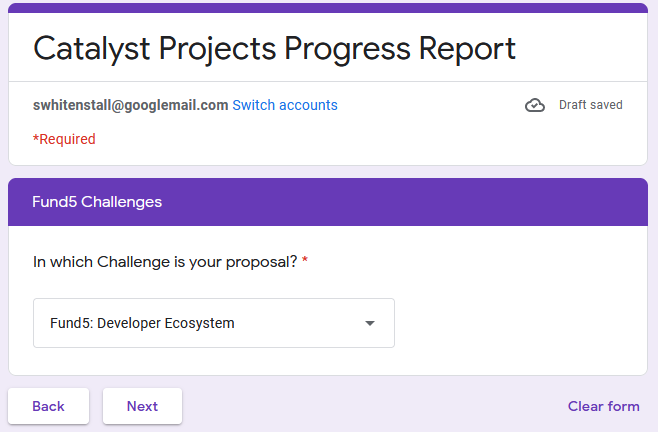 Catalyst Projects Progress Report
swhitenstall@googlemail.com Switch accounts Draft saved
*Required
Fund5 Challenges
In which Challenge is your proposal? *
Fund5: Developer Ecosystem
Back Next Clear form